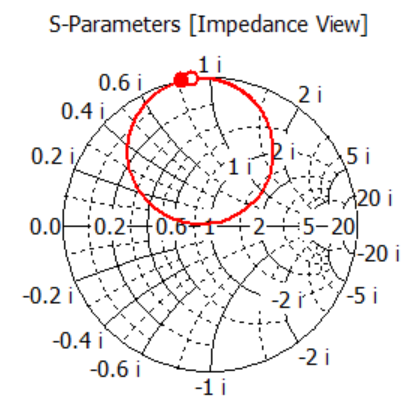 S-Parameters [Impedance View]
1 i
0.6 i
2 i
0.4 i
0.2 i
1 i
2 i
5 i
20 i
0.0
0.2
0.6
1
2
5
20
-20 i
-0.2 i
-2 i
-5 i
-0.4 i
-0.6 i
-2 i
-1 i